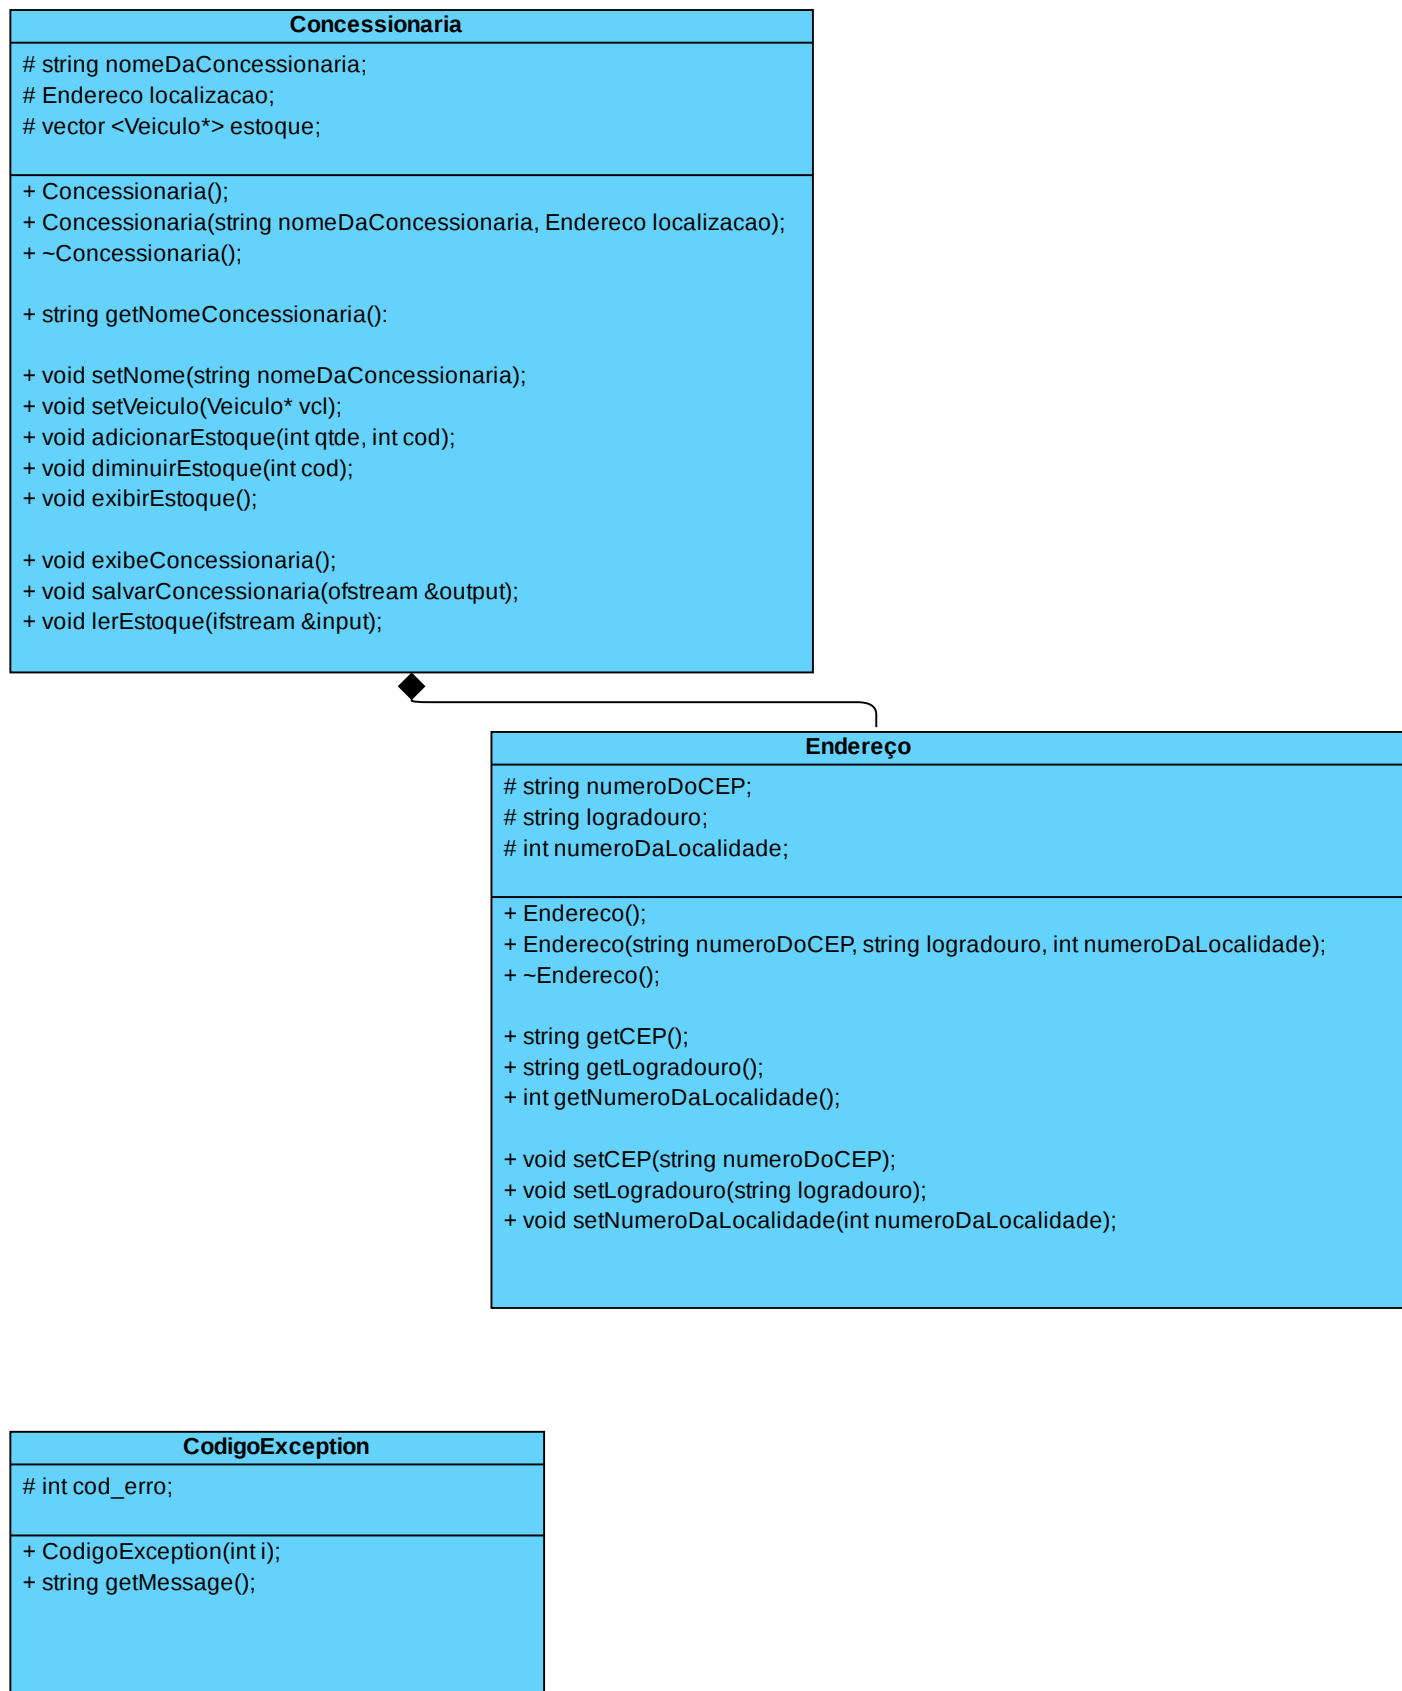 Concessionaria
# string nomeDaConcessionaria;
# Endereco localizacao;
# vector <Veiculo*> estoque;
+ Concessionaria();
+ Concessionaria(string nomeDaConcessionaria, Endereco localizacao);
+ ~Concessionaria();
+ string getNomeConcessionaria():
+ void setNome(string nomeDaConcessionaria);
+ void setVeiculo(Veiculo* vcl);
+ void adicionarEstoque(int qtde, int cod);
+ void diminuirEstoque(int cod);
+ void exibirEstoque();
+ void exibeConcessionaria();
+ void salvarConcessionaria(ofstream &output);
+ void lerEstoque(ifstream &input);
Endereço
# string numeroDoCEP;
# string logradouro;
# int numeroDaLocalidade;
+ Endereco();
+ Endereco(string numeroDoCEP, string logradouro, int numeroDaLocalidade);
+ ~Endereco();
+ string getCEP();
+ string getLogradouro();
+ int getNumeroDaLocalidade();
+ void setCEP(string numeroDoCEP);
+ void setLogradouro(string logradouro);
+ void setNumeroDaLocalidade(int numeroDaLocalidade);
CodigoException
# int cod_erro;
+ CodigoException(int i);
+ string getMessage();